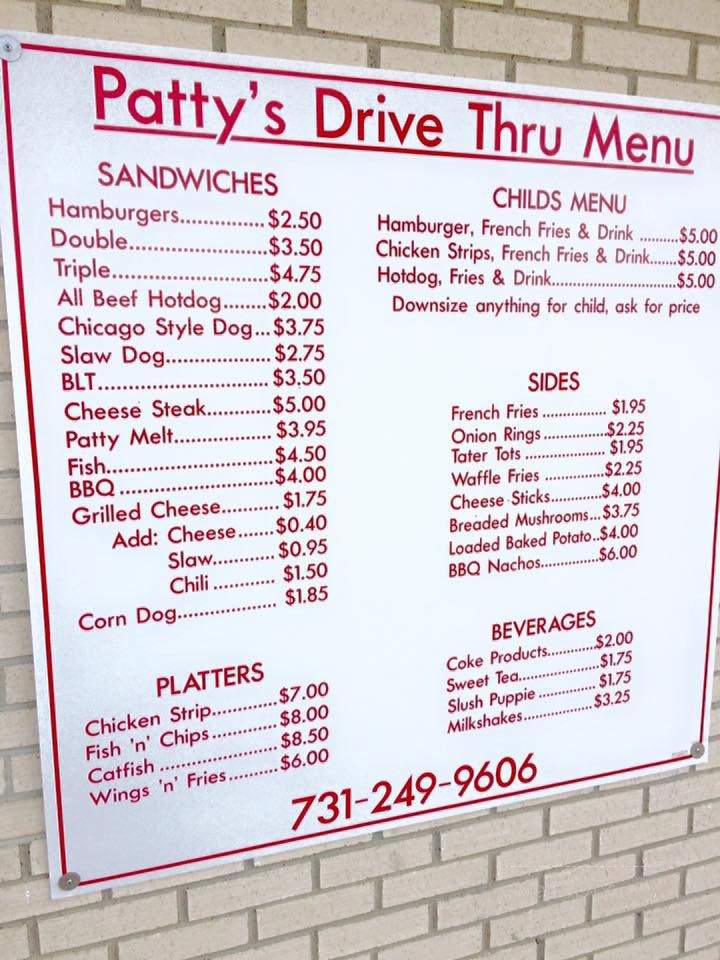 Patty's Drive Thru Menu
SANDWICHES
Hamburgers..............$2.50
Double.......................$3.50
Triple..........................$4.75
All Beef Hotdog.......$2.00
Chicago Style Dog...$3.75
Slaw Dog.................$2.75
BLT............................$3.50
Cheese Steak..........$5.00
Patty Melt................$3.95
Fish...........................$4.50
BBQ.........................$4.00
Grilled Cheese.........$1.75
Add: Cheese......$0.40
Slaw...........$0.95
Chili............$1.50
Corn Dog.................$1.85
PLATTERS
Chicken Strip...........$7.00
Fish 'n' Chips..........$8.00
Catfish...................$8.50
Wings 'n' Fries........$6.00
CHILDS MENU
Hamburger, French Fries & Drink.........$5.00
Chicken Strips, French Fries & Drink......$5.00
Hotdog, Fries & Drink............................$5.00
Downsize anything for child, ask for price
SIDES
French Fries................$1.95
Onion Rings..............$2.25
Tater Tots....................$1.95
Waffle Fries...............$2.25
Cheese Sticks...........$4.00
Breaded Mushrooms...$3.75
Loaded Baked Potato..$4.00
BBQ Nachos..............$6.00
BEVERAGES
Coke Products...........$2.00
Sweet Tea..................$1.75
Slush Puppie..............$1.75
Milkshakes................$3.25
731-249-9606